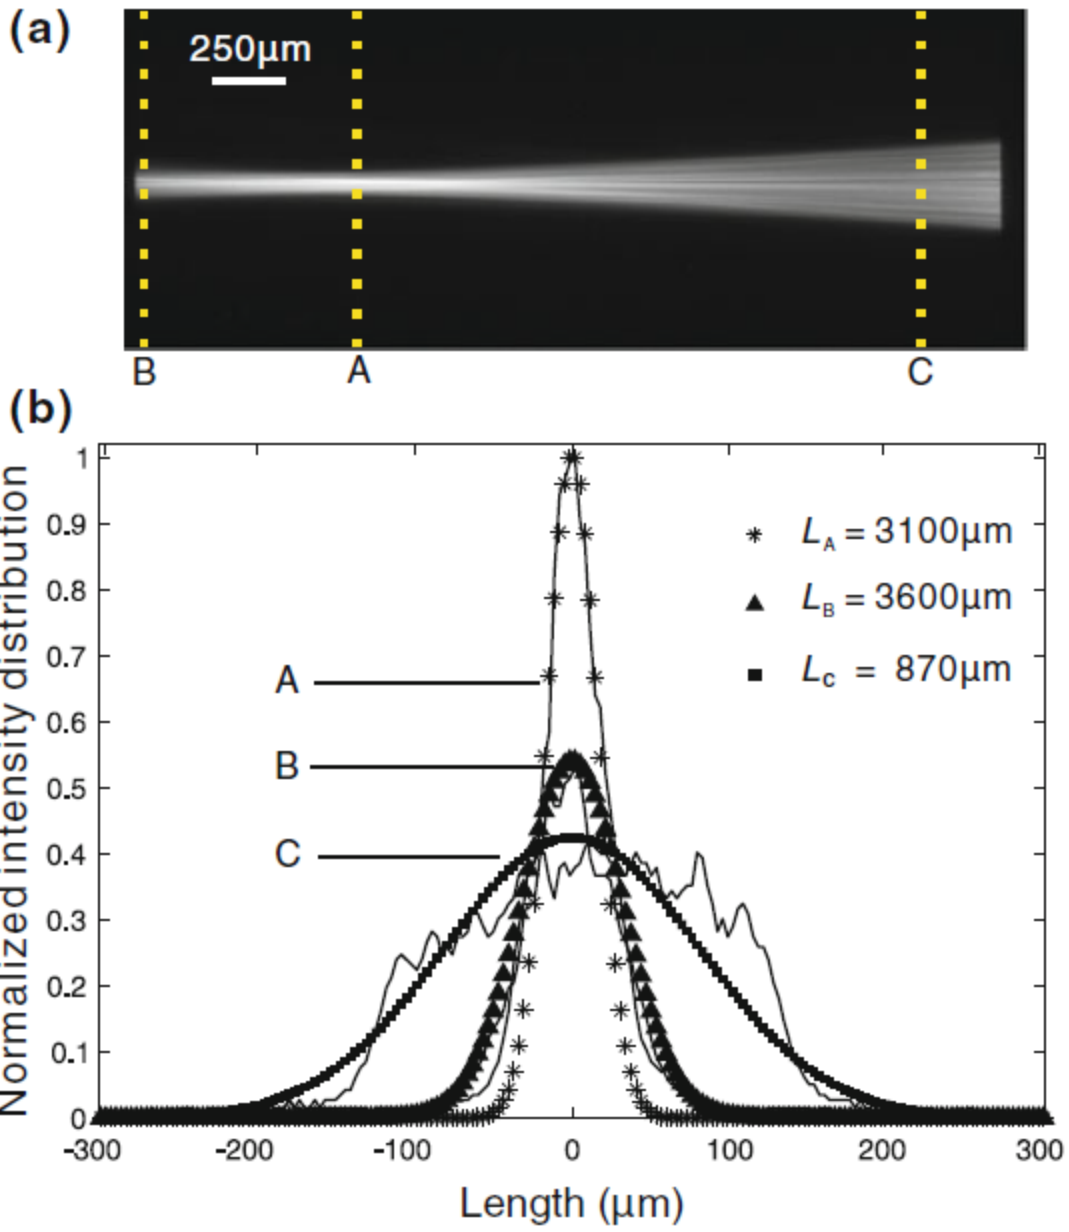 (a)
250μm
B A C
(b)
Normalized intensity distribution
1
0.9
0.8
0.7
0.6
0.5
0.4
0.3
0.2
0.1
0
A
B
C
L_A = 3100μm
L_B = 3600μm
L_C = 870μm
-300 -200 -100 0 100 200 300
Length (μm)